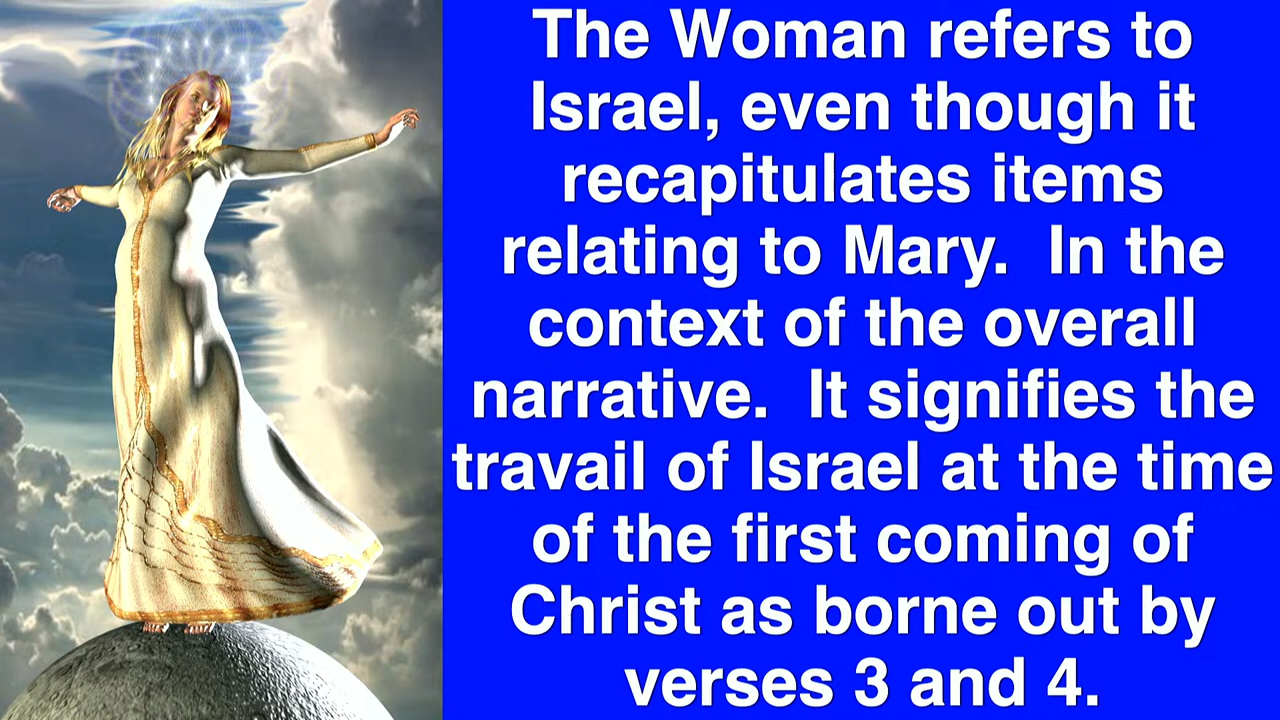 The Woman refers to
Israel, even though it
recapitulates items
relating to Mary.  In the
context of the overall
narrative.  It signifies the
travail of Israel at the time
of the first coming of
Christ as borne out by
verses 3 and 4.